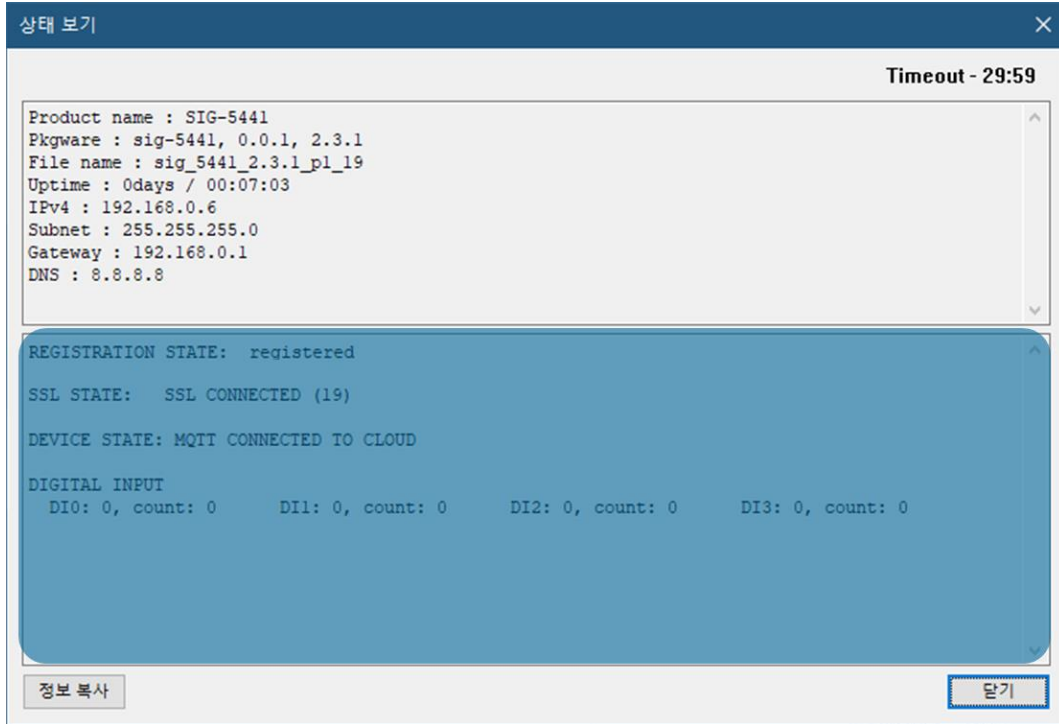 상태 보기
Timeout - 29:59
Product name : SIG-5441
Pkgware : sig-5441, 0.0.1, 2.3.1
File name : sig_5441_2.3.1_p1_19
Uptime : 0days / 00:07:03
IPv4 : 192.168.0.6
Subnet : 255.255.255.0
Gateway : 192.168.0.1
DNS : 8.8.8.8
REGISTRATION STATE: registered
SSL STATE: SSL CONNECTED (19)
DEVICE STATE: MQTT CONNECTED TO CLOUD
DIGITAL INPUT
DI0: 0, count: 0 DI1: 0, count: 0 DI2: 0, count: 0 DI3: 0, count: 0
정보 복사 닫기